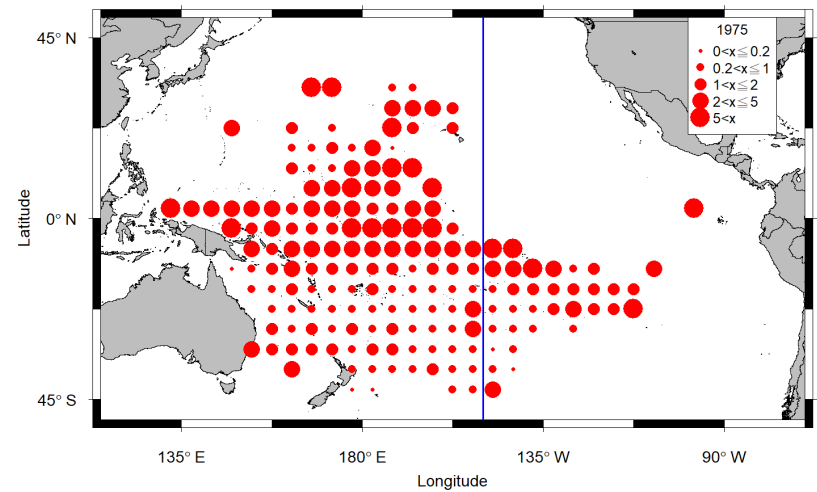 1975
0<x≦0.2
0.2<x≦1
1<x≦2
2<x≦5
5<x
45° N
0° N
45° S
Latitude
135° E 180° E 135° W 90° W
Longitude